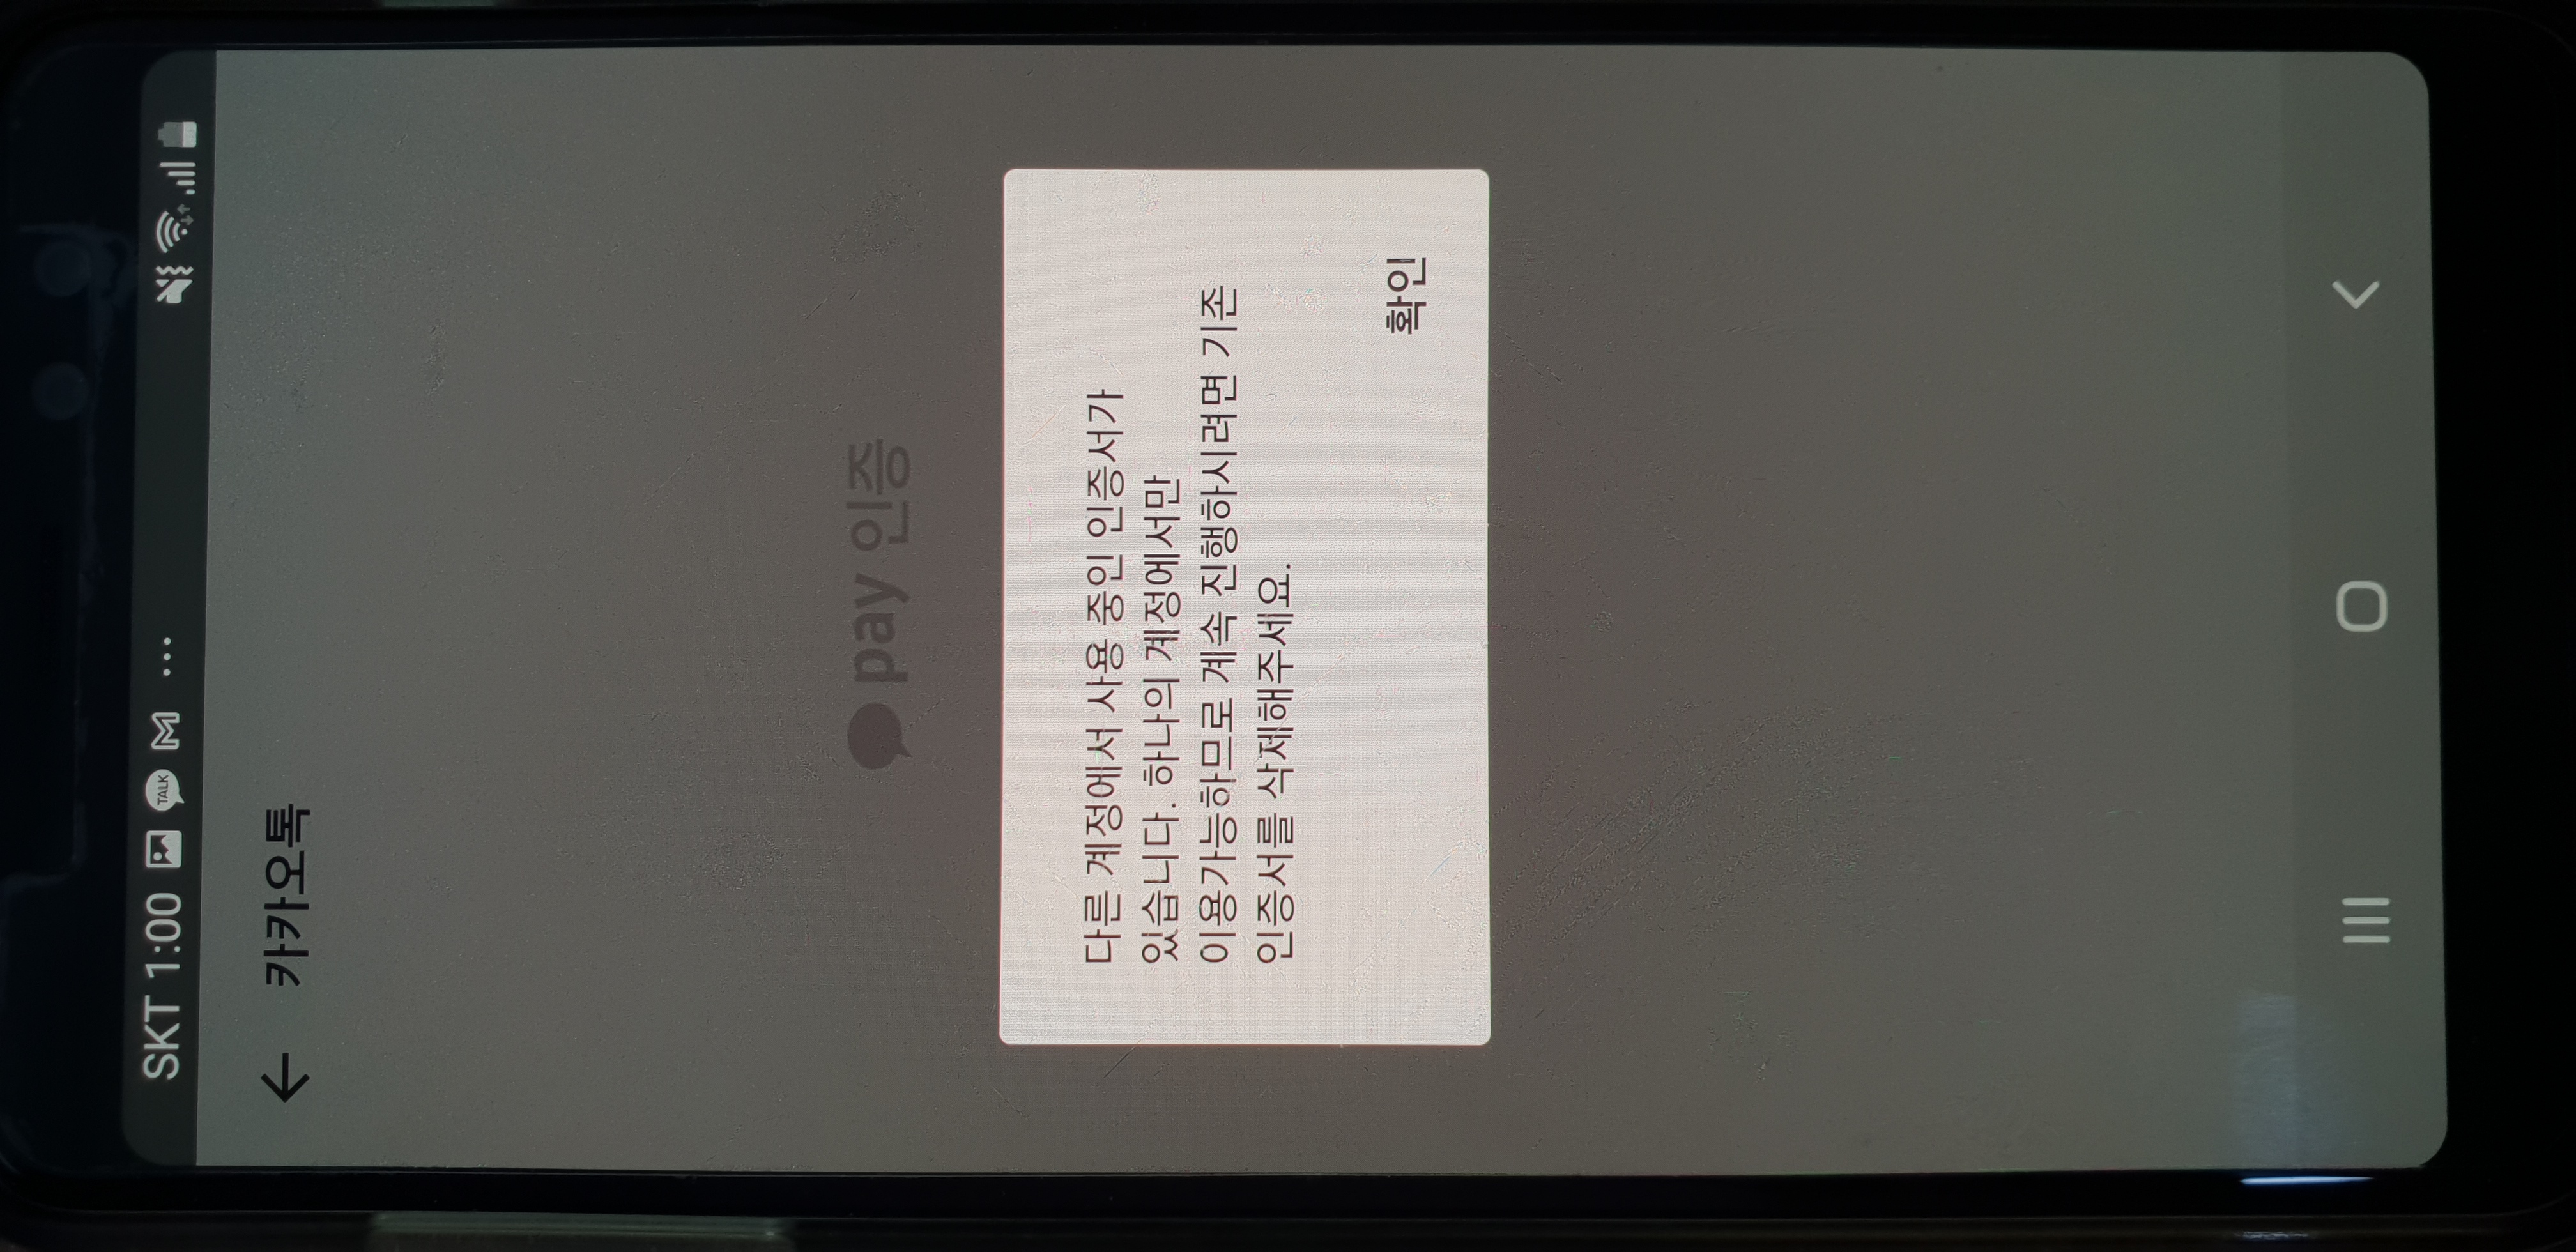 SKT 1:00 TALK
카카오톡
pay 인증
다른 계정에서 사용 중인 인증서가
있습니다. 하나의 계정에서만
이용가능하므로 계속 진행하시려면 기존
인증서를 삭제해주세요.
확인